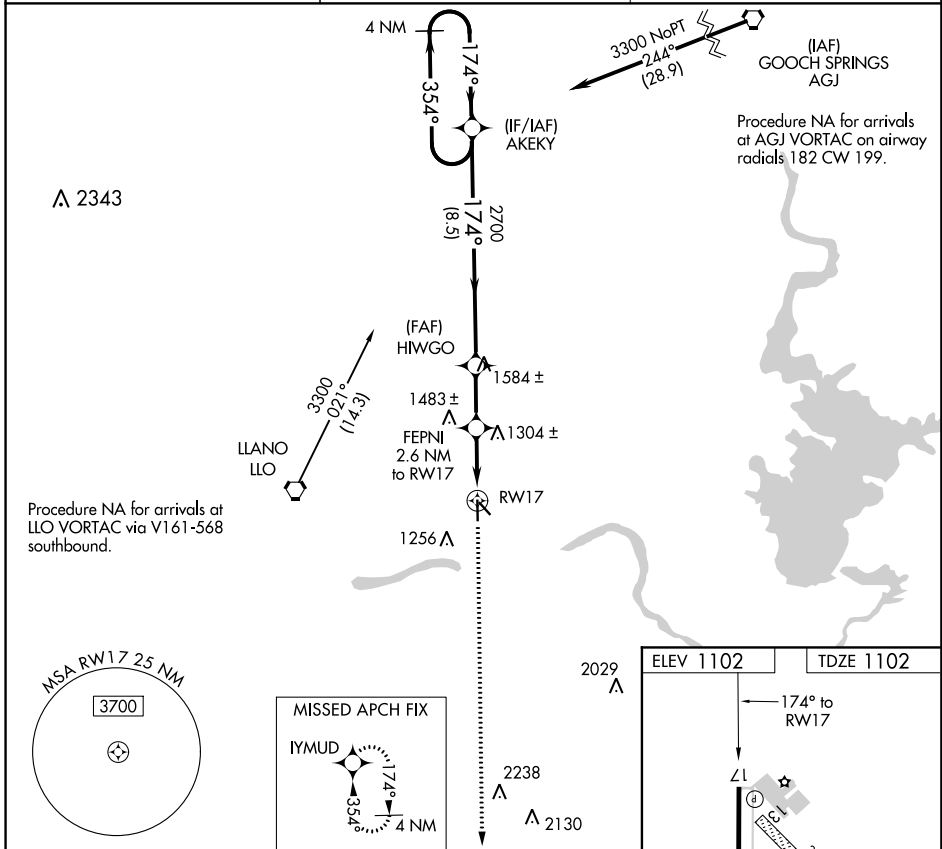 4 NM
174°
354°
(IF/IAF)
AKEKY
3300 NoPT
244°
(28.9)
(IAF)
GOOCH SPRINGS
AGJ
Procedure NA for arrivals
at AGJ VORTAC on airway
radials 182 CW 199.
2343
2700
174°
(8.5)
(FAF)
HIWGO
1584 ±
1483 ±
FEPNI
2.6 NM
to RW17
1304 ±
3300
021°
(14.3)
LLANO
LLO
RW17
Procedure NA for arrivals at
LLO VORTAC via V161-568
southbound.
1256
MSA RW17 25 NM
3700
MISSED APCH FIX
IYMUD
174°
354°
4 NM
2029
2238
2130
ELEV 1102
TDZE 1102
174° to
RW17
17
P
13